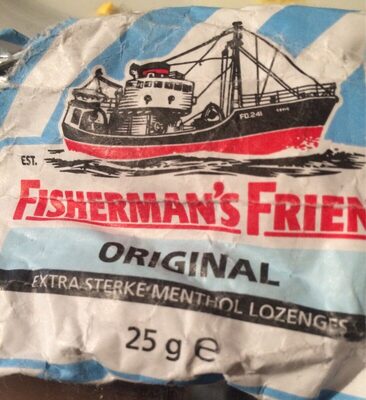 FD.241
EST.
FISHERMAN'S FRIEN
ORIGINAL
EXTRA STERKE MENTHOL LOZENGES
25 g e